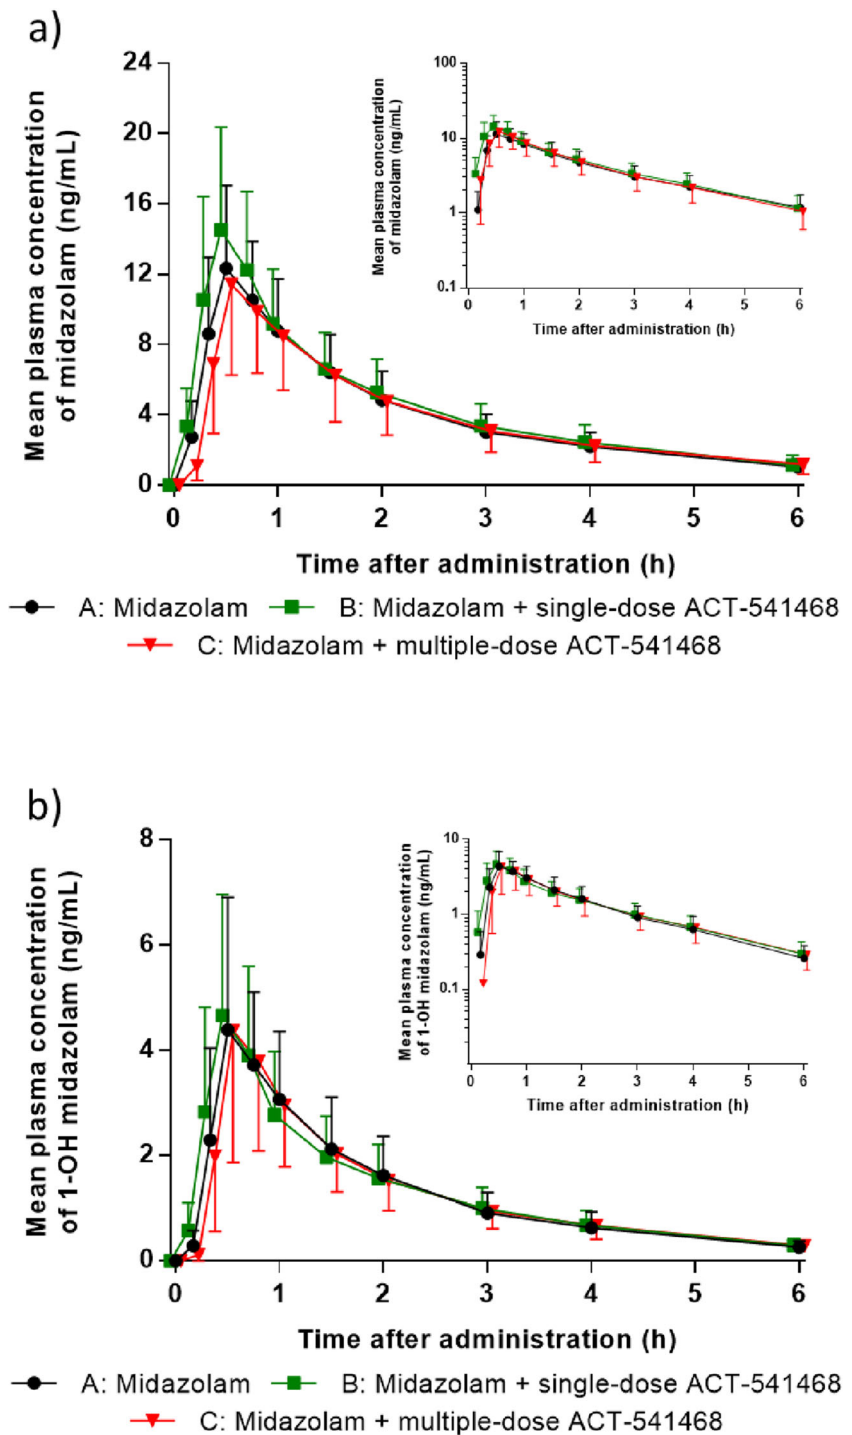 a)
Mean plasma concentration
of midazolam (ng/mL)
24
20
16
12
8
4
0
0 1 2 3 4 5 6
Time after administration (h)
Mean plasma concentration
of midazolam (ng/mL)
100
10
1
0.1
0 1 2 3 4 5 6
Time after administration (h)
A: Midazolam B: Midazolam + single-dose ACT-541468
C: Midazolam + multiple-dose ACT-541468
b)
Mean plasma concentration
of 1-OH midazolam (ng/mL)
8
6
4
2
0
0 1 2 3 4 5 6
Time after administration (h)
Mean plasma concentration
of 1-OH midazolam (ng/mL)
10
1
0.1
0 1 2 3 4 5 6
Time after administration (h)
A: Midazolam B: Midazolam + single-dose ACT-541468
C: Midazolam + multiple-dose ACT-541468